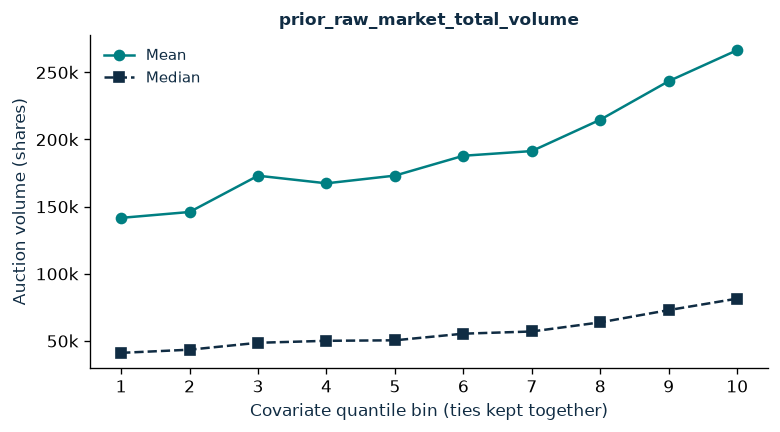 prior_raw_market_total_volume
Mean
Median
Auction volume (shares)
250k
200k
150k
100k
50k
1 2 3 4 5 6 7 8 9 10
Covariate quantile bin (ties kept together)